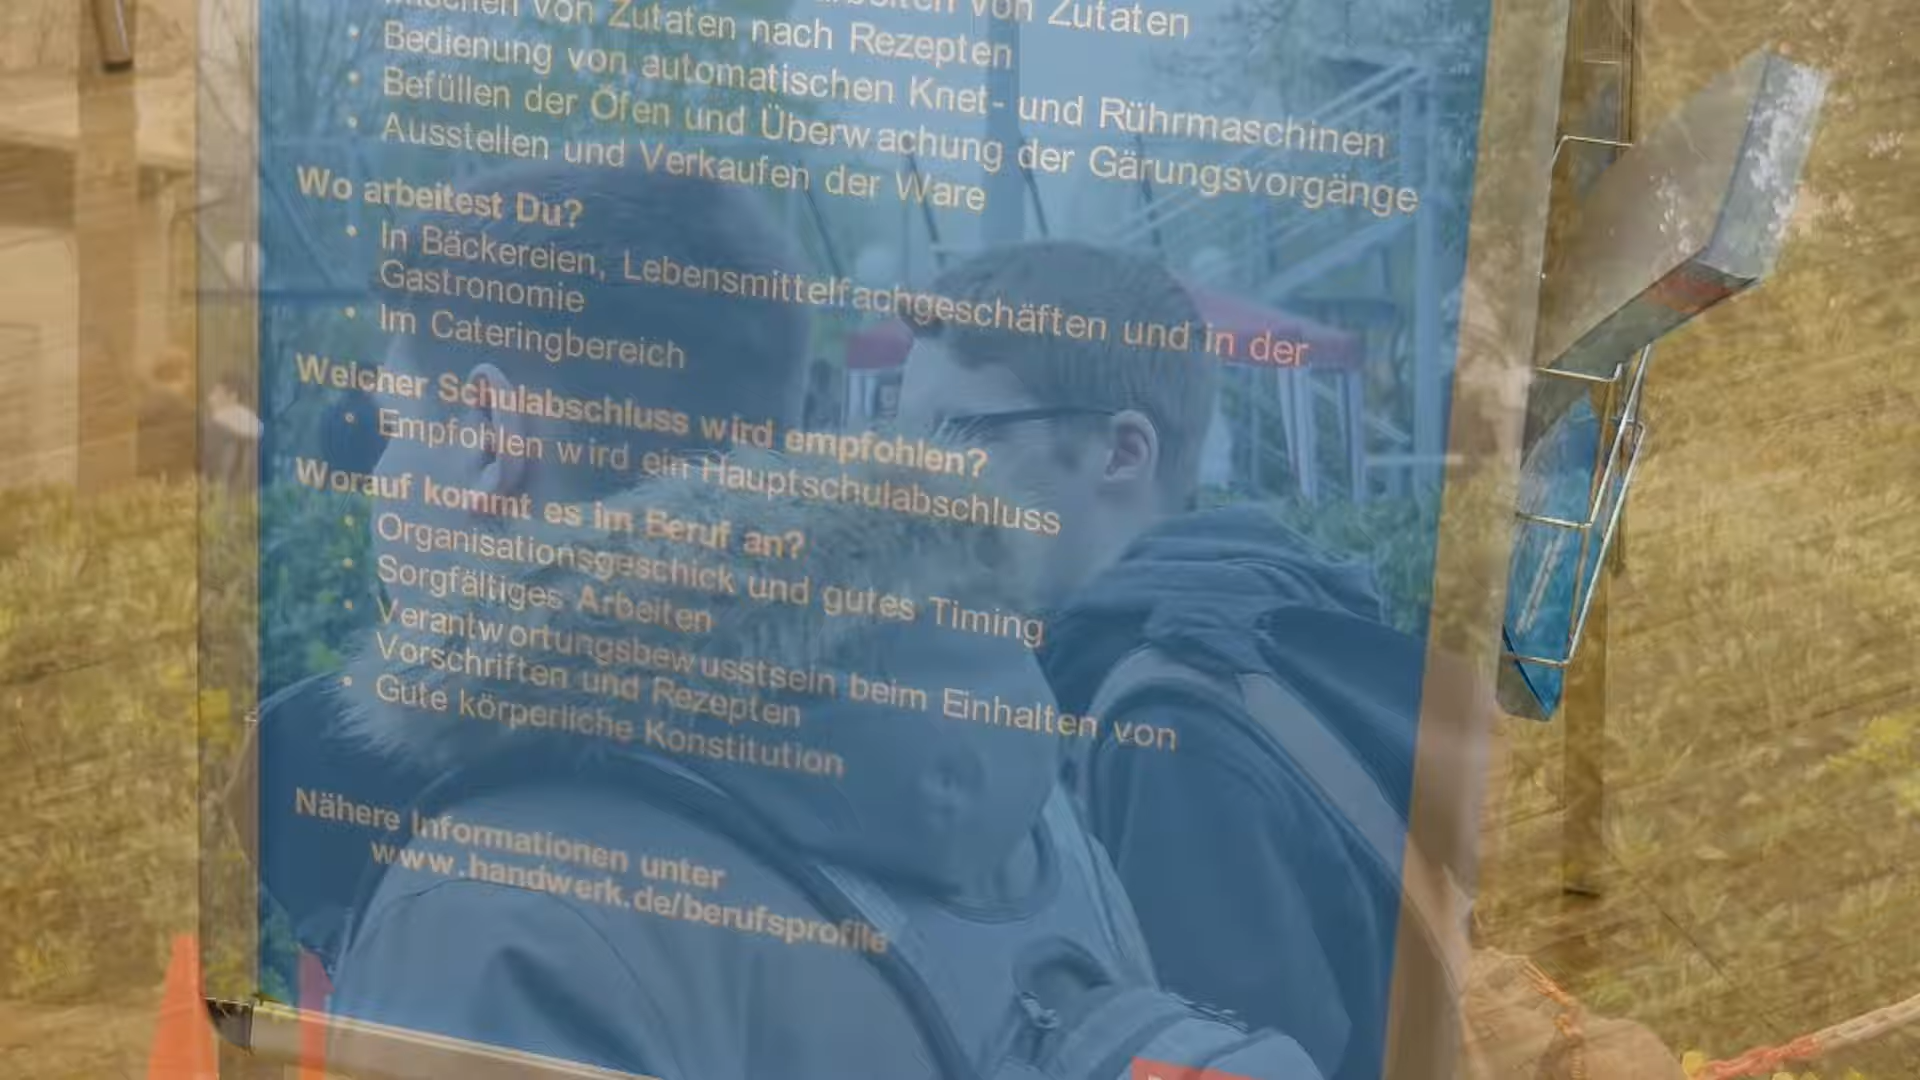 von Zutaten
von Zutaten nach Rezepten
• Bedienung von automatischen Knet- und Rührmaschinen
• Befüllen der Öfen und Überwachung der Gärungsvorgänge
• Ausstellen und Verkaufen der Ware
Wo arbeitest Du?
• In Bäckereien, Lebensmittelfachgeschäften und in der
Gastronomie
• Im Cateringbereich
Welcher Schulabschluss wird empfohlen?
• Empfohlen wird ein Hauptschulabschluss
Worauf kommt es im Beruf an?
• Organisationsgeschick und gutes Timing
• Sorgfältiges Arbeiten
• Verantwortungsbewusstsein beim Einhalten von
Vorschriften und Rezepten
• Gute körperliche Konstitution
Nähere Informationen unter
www.handwerk.de/berufsprofile